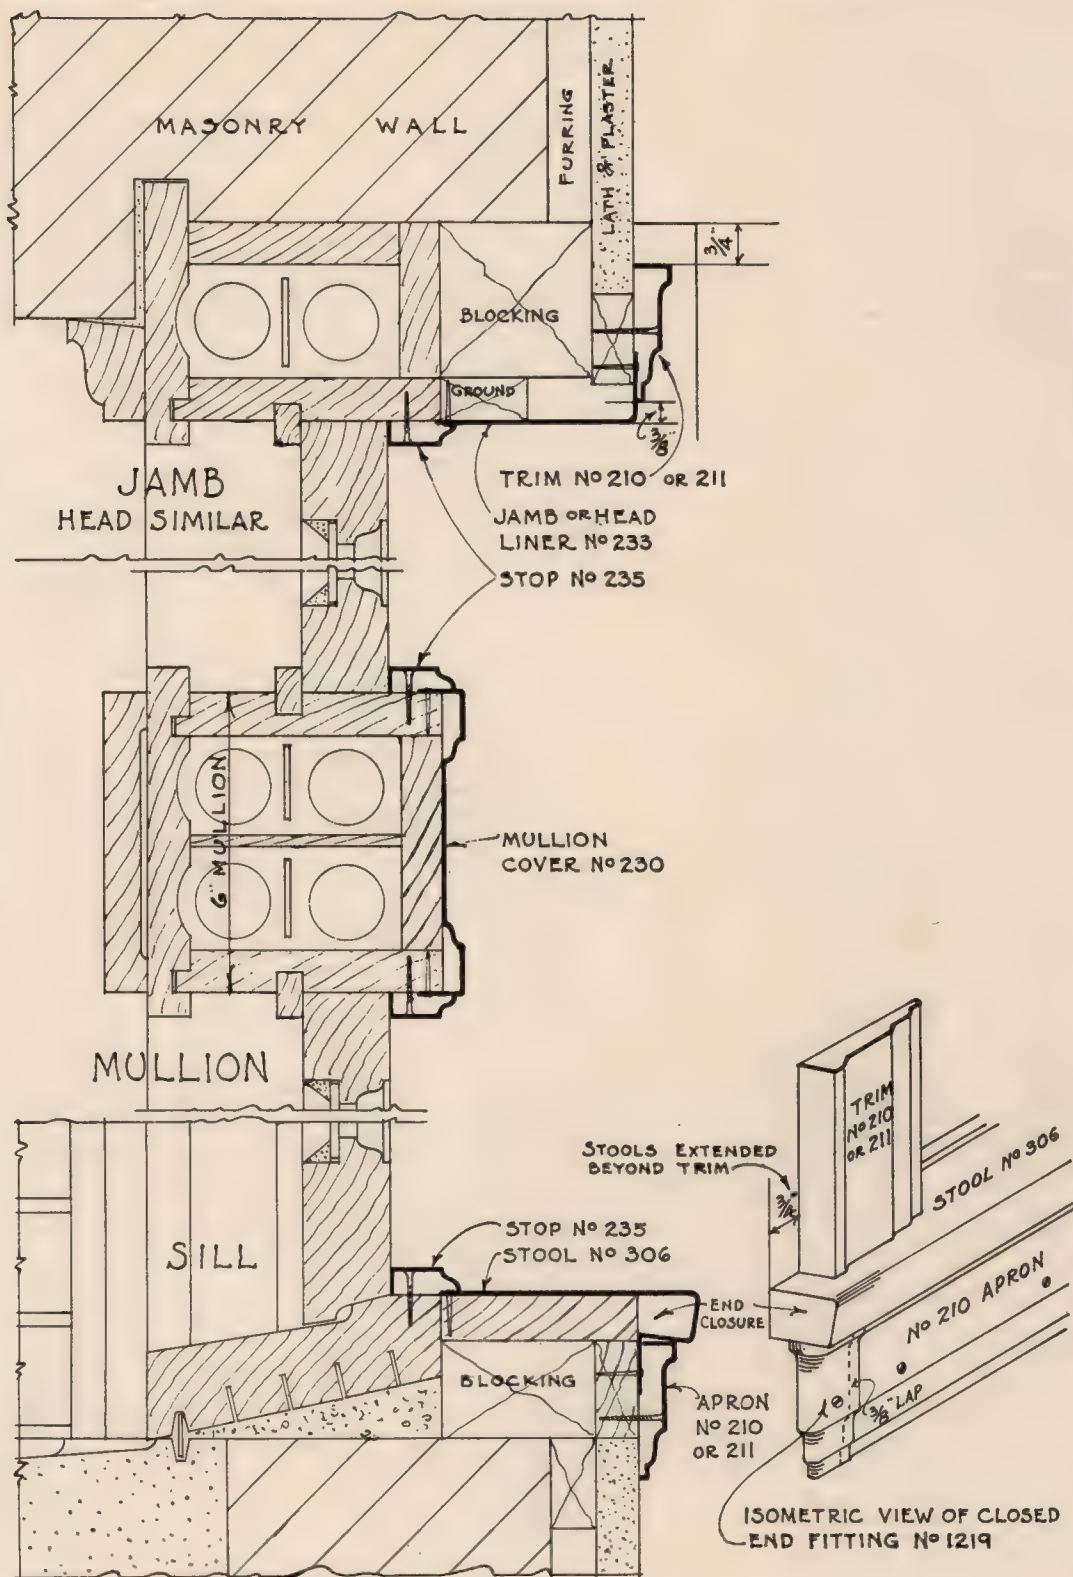 MASONRY WALL
FURRING
LATH & PLASTER
3/4"
BLOCKING
GROUND
3/8"
TRIM No 210 OR 211
JAMB
HEAD SIMILAR
JAMB OR HEAD
LINER No 233
STOP No 235
6" MULLION
MULLION
COVER No 230
MULLION
TRIM
No 210
OR 211
STOOLS EXTENDED
BEYOND TRIM
3/4"
STOOL No 306
SILL
STOP No 235
STOOL No 306
END
CLOSURE
No 210 APRON
BLOCKING
APRON
No 210
OR 211
3/8" LAP
ISOMETRIC VIEW OF CLOSED
END FITTING No 1219